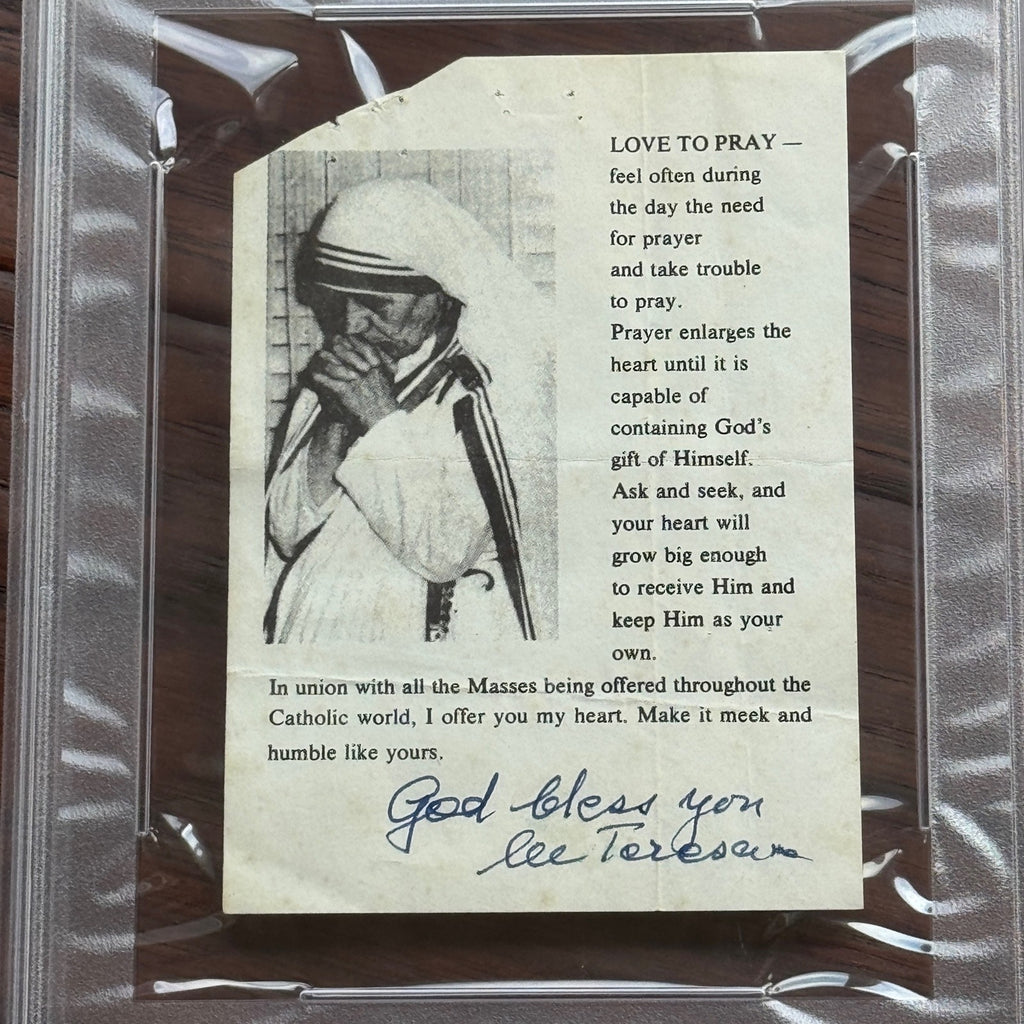 LOVE TO PRAY —
feel often during
the day the need
for prayer
and take trouble
to pray.
Prayer enlarges the
heart until it is
capable of
containing God's
gift of Himself.
Ask and seek, and
your heart will
grow big enough
to receive Him and
keep Him as your
own.
In union with all the Masses being offered throughout the
Catholic world, I offer you my heart. Make it meek and
humble like yours.
God bless you
lee Teresa mc